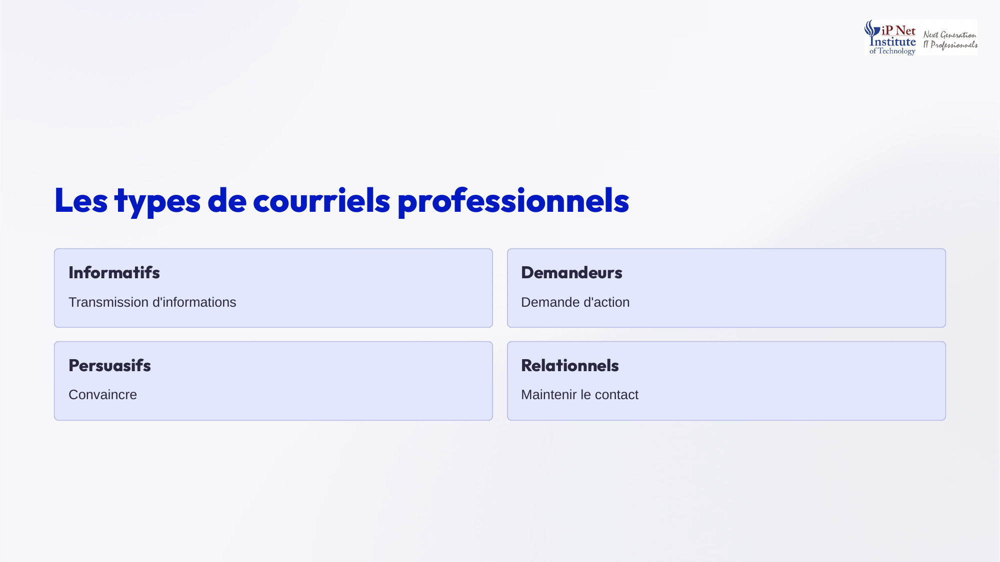 iP Net
Institute
of Technology
Next Generation
IT Professionnels
Les types de courriels professionnels
Informatifs
Transmission d'informations
Demandeurs
Demande d'action
Persuasifs
Convaincre
Relationnels
Maintenir le contact